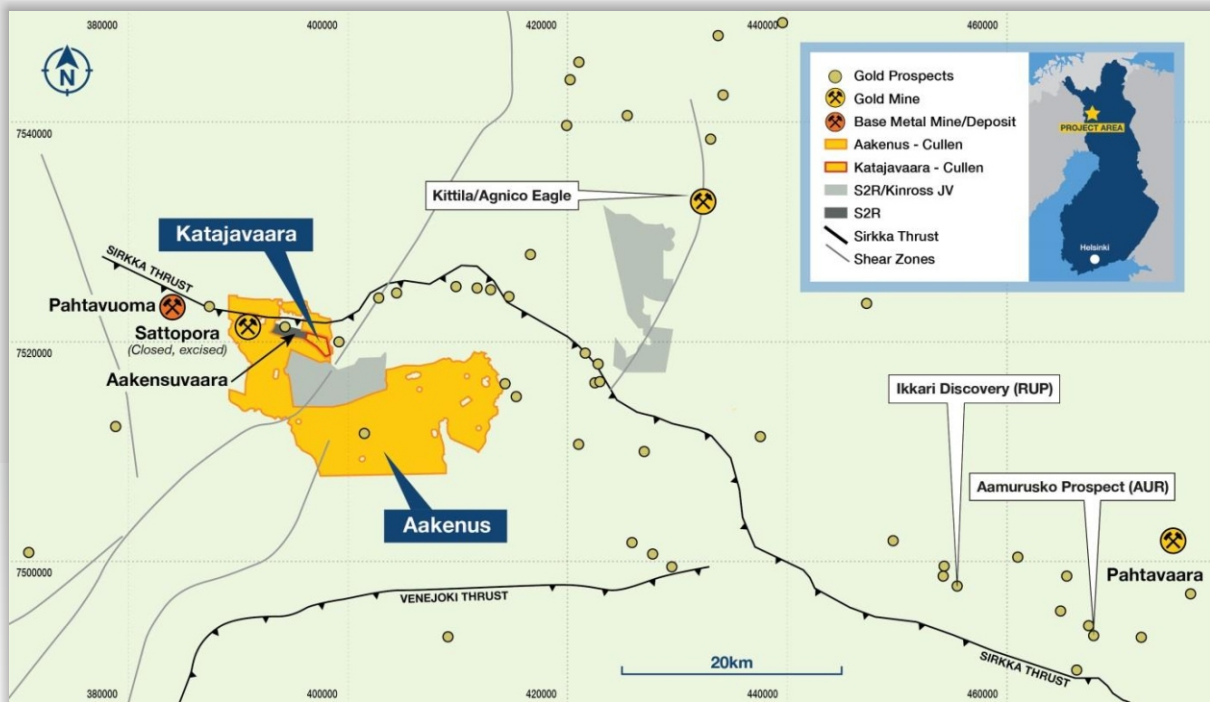 380000
400000
420000
440000
460000
N
7540000
7520000
7500000
Gold Prospects
Gold Mine
Base Metal Mine/Deposit
Aakenus - Cullen
Katajavaara - Cullen
S2R/Kinross JV
S2R
Sirkka Thrust
Shear Zones
PROJECT AREA
Helsinki
Kittila/Agnico Eagle
Katajavaara
SIRKKA THRUST
Pahtavuoma
Sattopora
(Closed, excised)
Aakensuvaara
Ikkari Discovery (RUP)
Aamurusko Prospect (AUR)
Aakenus
Pahtavaara
VENEJOKI THRUST
20km
SIRKKA THRUST
380000
400000
420000
440000
460000